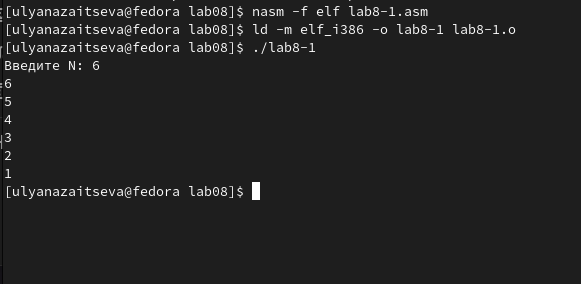 [ulyanazaitseva@fedora lab08]$ nasm -f elf lab8-1.asm
[ulyanazaitseva@fedora lab08]$ ld -m elf_i386 -o lab8-1 lab8-1.o
[ulyanazaitseva@fedora lab08]$ ./lab8-1
Введите N: 6
6
5
4
3
2
1
[ulyanazaitseva@fedora lab08]$